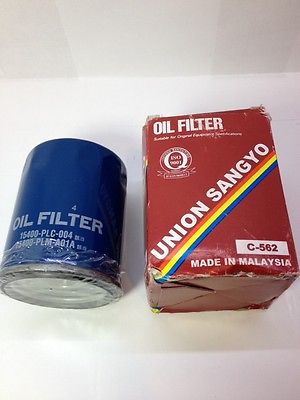 4
OIL FILTER
15400-PLC-004
15400-PLM-A01A
OIL FILTER
Suitable for Original Equipment Specifications
ISO
9001
UNION SANGYO
C-562
MADE IN MALAYSIA